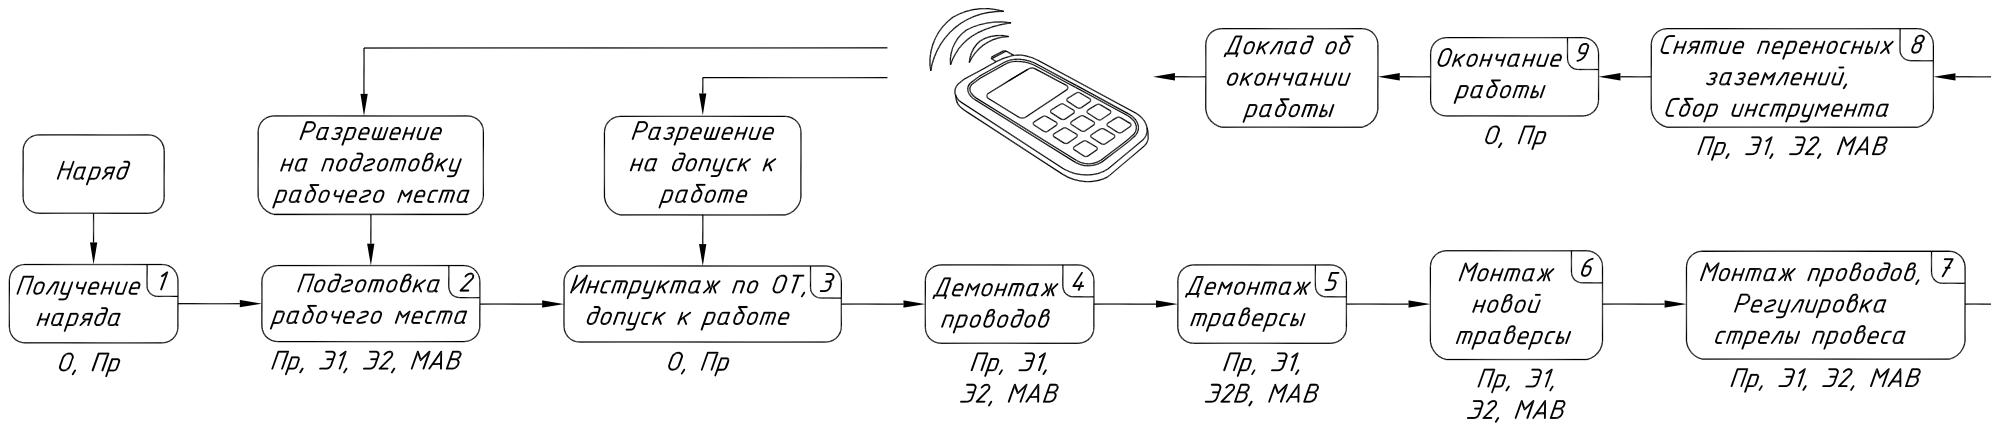 Наряд
Получение
наряда
1
О, Пр
Разрешение
на подготовку
рабочего места
Подготовка
рабочего места
2
Пр, Э1, Э2, МАВ
Разрешение
на допуск к
работе
Инструктаж по ОТ,
допуск к работе
3
О, Пр
Демонтаж
проводов
4
Пр, Э1,
Э2, МАВ
Демонтаж
траверсы
5
Пр, Э1,
Э2В, МАВ
Монтаж
новой
траверсы
6
Пр, Э1,
Э2, МАВ
Монтаж проводов,
Регулировка
стрелы провеса
7
Пр, Э1, Э2, МАВ
Снятие переносных
заземлений,
Сбор инструмента
8
Пр, Э1, Э2, МАВ
Окончание
работы
9
О, Пр
Доклад об
окончании
работы